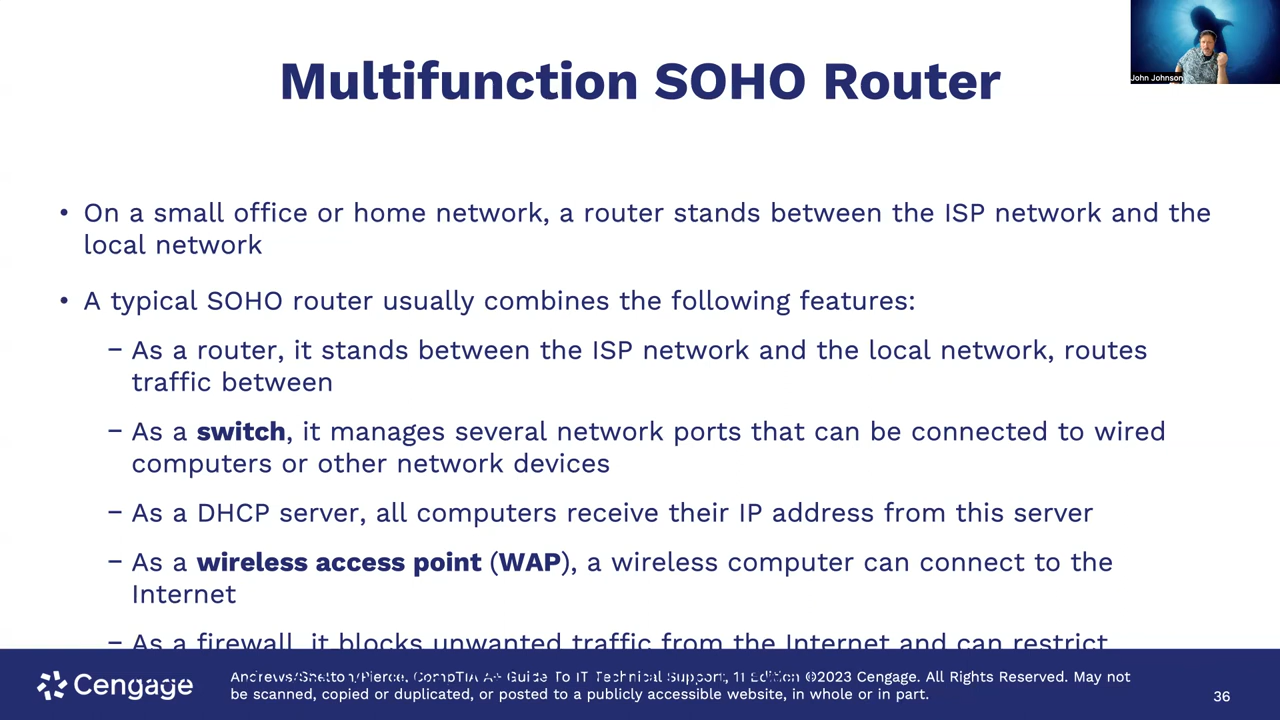 John Johnson
Multifunction SOHO Router
• On a small office or home network, a router stands between the ISP network and the
local network
• A typical SOHO router usually combines the following features:
– As a router, it stands between the ISP network and the local network, routes
traffic between
– As a switch, it manages several network ports that can be connected to wired
computers or other network devices
– As a DHCP server, all computers receive their IP address from this server
– As a wireless access point (WAP), a wireless computer can connect to the
Internet
– As a firewall, it blocks unwanted traffic from the Internet and can restrict
Cengage
Andrews/Shelton/Pierce, CompTIA A+ Guide To IT Technical Support, 11 Edition ©2023 Cengage. All Rights Reserved. May not
be scanned, copied or duplicated, or posted to a publicly accessible website, in whole or in part.
36